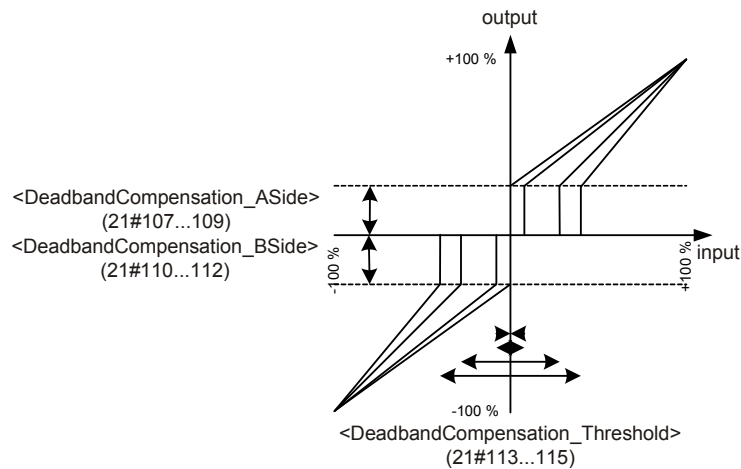 output
+100 %
<DeadbandCompensation_ASide>
(21#107...109)
<DeadbandCompensation_BSide>
(21#110...112)
-100 %
+100 %
input
-100 %
<DeadbandCompensation_Threshold>
(21#113...115)